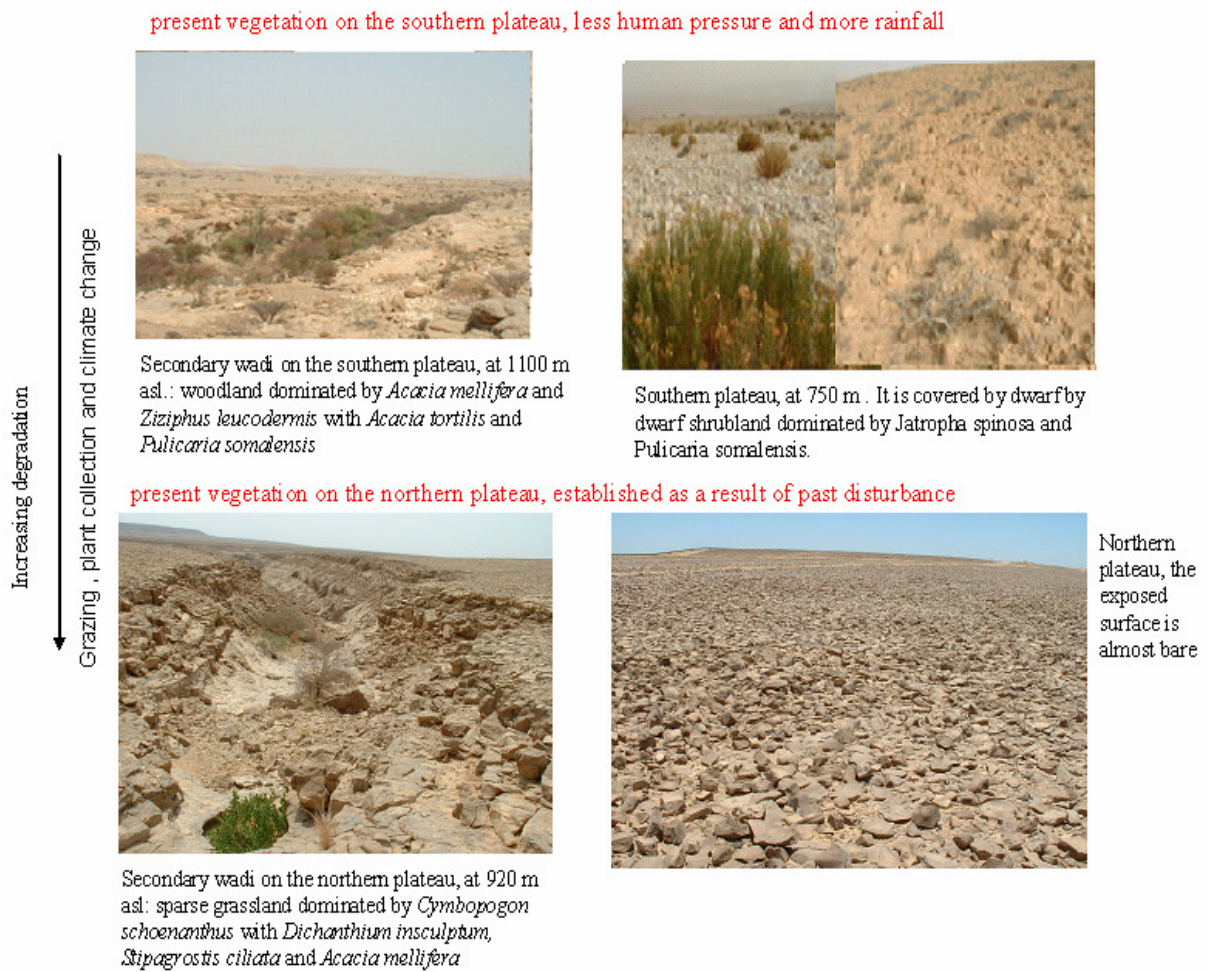 present vegetation on the southern plateau, less human pressure and more rainfall
Secondary wadi on the southern plateau, at 1100 m
asl.: woodland dominated by Acacia mellifera and
Ziziphus leucodermis with Acacia tortilis and
Pulicaria somalensis
Southern plateau, at 750 m . It is covered by dwarf by
dwarf shrubland dominated by Jatropha spinosa and
Pulicaria somalensis.
Increasing degradation
Grazing , plant collection and climate change
present vegetation on the northern plateau, established as a result of past disturbance
Northern
plateau, the
exposed
surface is
almost bare
Secondary wadi on the northern plateau, at 920 m
asl: sparse grassland dominated by Cymbopogon
schoenanthus with Dichanthium insculptum,
Stipagrostis ciliata and Acacia mellifera